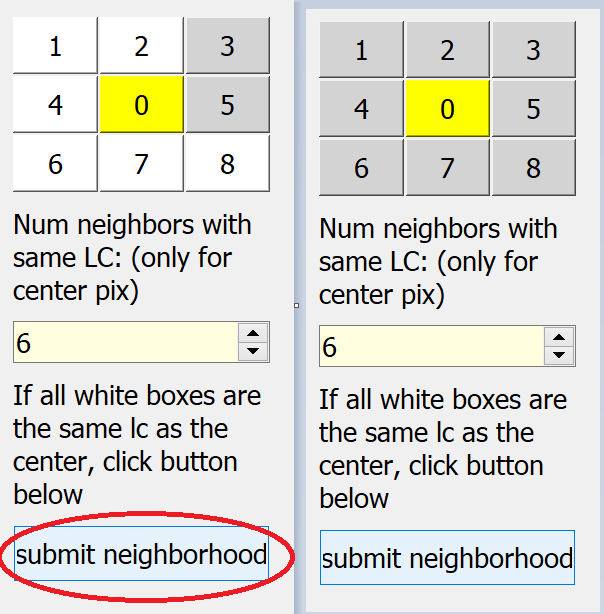 1 2 3
4 0 5
6 7 8
Num neighbors with
same LC: (only for
center pix)
6
If all white boxes are
the same lc as the
center, click button
below
submit neighborhood
1 2 3
4 0 5
6 7 8
Num neighbors with
same LC: (only for
center pix)
6
If all white boxes are
the same lc as the
center, click button
below
submit neighborhood